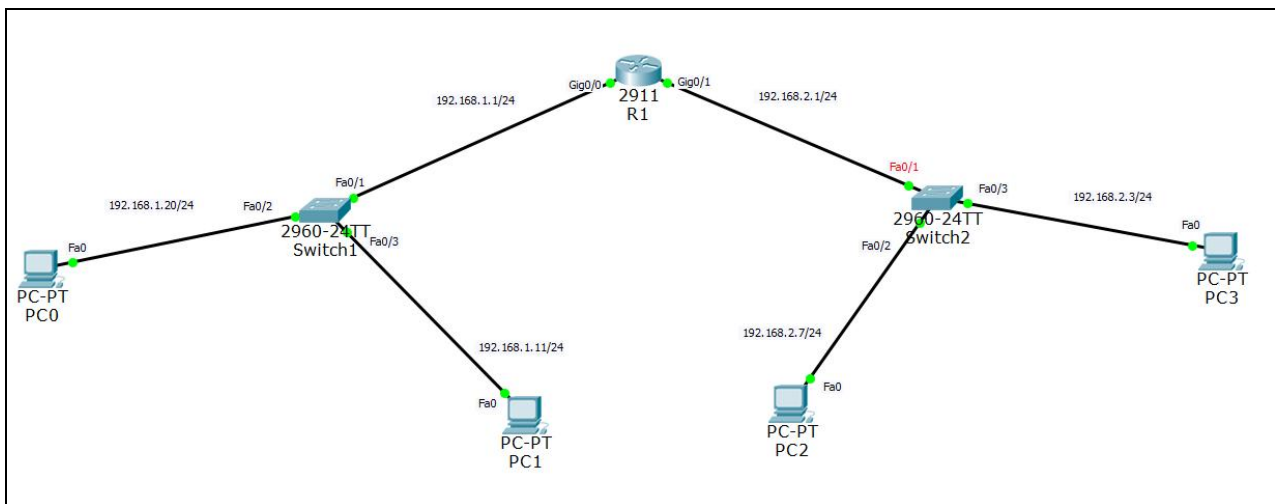 Gig0/0
Gig0/1
2911
R1
192.168.1.1/24
192.168.2.1/24
Fa0/1
Fa0/2
2960-24TT
Switch1
Fa0/3
192.168.1.20/24
Fa0
PC-PT
PC0
192.168.1.11/24
Fa0
PC-PT
PC1
Fa0/1
Fa0/3
2960-24TT
Switch2
Fa0/2
192.168.2.3/24
Fa0
PC-PT
PC3
192.168.2.7/24
Fa0
PC-PT
PC2